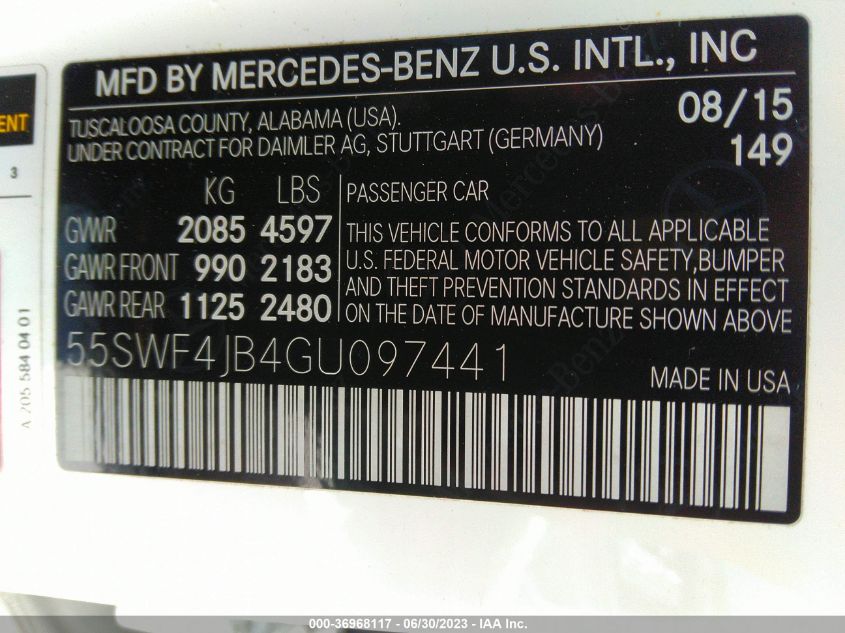 MFD BY MERCEDES-BENZ U.S. INTL., INC
TUSCALOOSA COUNTY, ALABAMA (USA).
UNDER CONTRACT FOR DAIMLER AG, STUTTGART (GERMANY)
08/15
149
KG LBS
GVWR 2085 4597
GAWR FRONT 990 2183
GAWR REAR 1125 2480
PASSENGER CAR
THIS VEHICLE CONFORMS TO ALL APPLICABLE
U.S. FEDERAL MOTOR VEHICLE SAFETY,BUMPER
AND THEFT PREVENTION STANDARDS IN EFFECT
ON THE DATE OF MANUFACTURE SHOWN ABOVE
55SWF4JB4GU097441
MADE IN USA
3
A 205 584 04 01
000-36968117 - 06/30/2023 - IAA Inc.